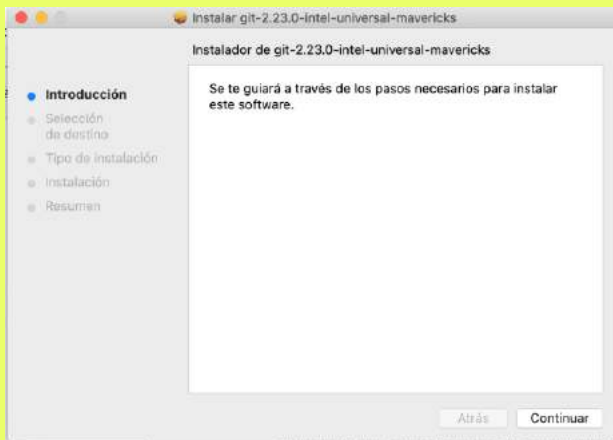 Instalar git-2.23.0-intel-universal-mavericks
Instalador de git-2.23.0-intel-universal-mavericks
Introducción
Selección
de destino
Tipo de instalación
Instalación
Resumen
Se te guiará a través de los pasos necesarios para instalar
este software.
Atrás
Continuar